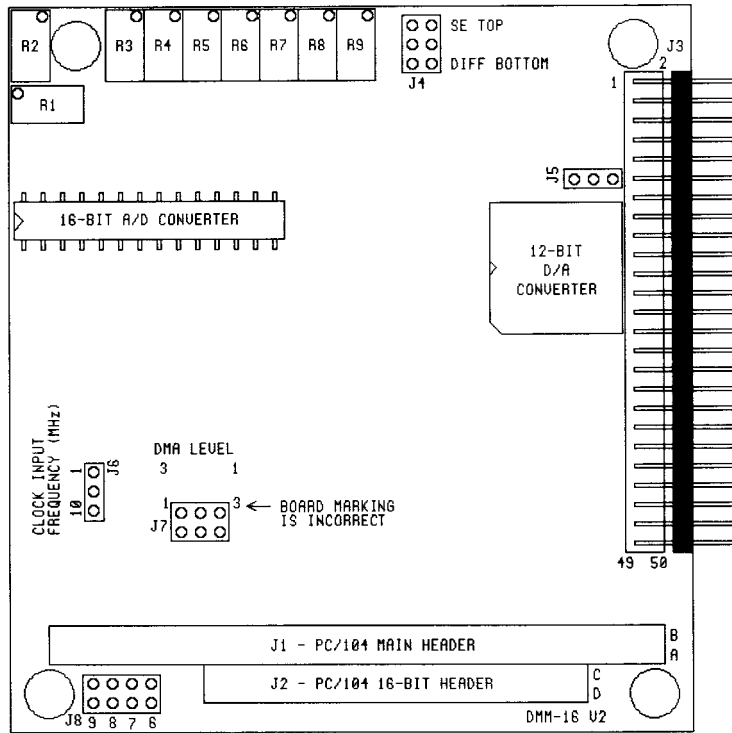 R2
R3 R4 R5 R6 R7 R8 R9
SE TOP
DIFF BOTTOM
J4
J3
2
1
R1
J5
16-BIT A/D CONVERTER
12-BIT
D/A
CONVERTER
CLOCK INPUT
FREQUENCY (MHz)
1
10
J6
DMA LEVEL
3 1
1 3 ← BOARD MARKING
IS INCORRECT
J7
49 50
J1 - PC/104 MAIN HEADER
B
A
J2 - PC/104 16-BIT HEADER
C
D
J8 9 8 7 6
DMM-16 V2